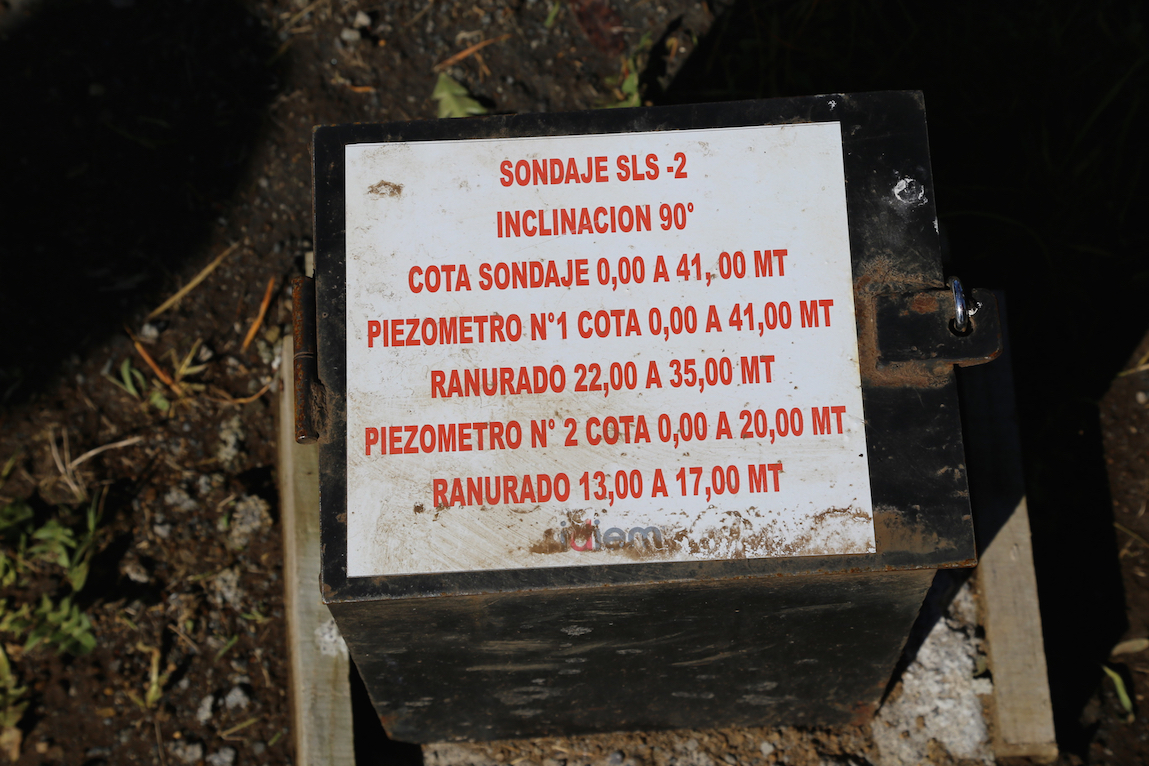 SONDAJE SLS -2
INCLINACION 90°
COTA SONDAJE 0,00 A 41, 00 MT
PIEZOMETRO N°1 COTA 0,00 A 41,00 MT
RANURADO 22,00 A 35,00 MT
PIEZOMETRO N° 2 COTA 0,00 A 20,00 MT
RANURADO 13,00 A 17,00 MT
idiem